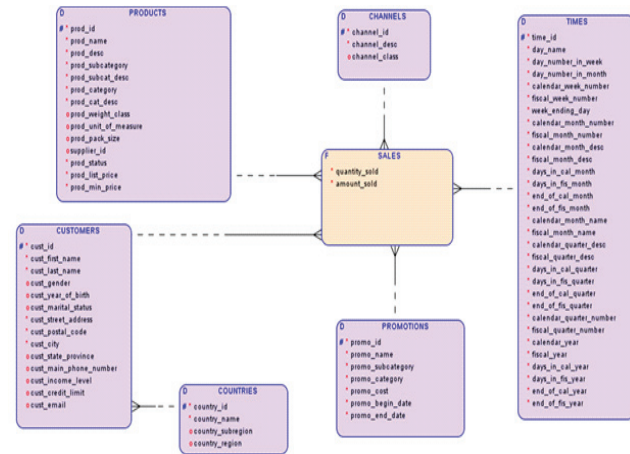 D PRODUCTS
# * prod_id
* prod_name
* prod_desc
* prod_subcategory
* prod_subcat_desc
* prod_category
* prod_cat_desc
o prod_weight_class
o prod_unit_of_measure
o prod_pack_size
o supplier_id
* prod_status
* prod_list_price
* prod_min_price
D CHANNELS
# * channel_id
* channel_desc
o channel_class
D TIMES
# * time_id
* day_name
* day_number_in_week
* day_number_in_month
* calendar_week_number
* fiscal_week_number
* week_ending_day
* calendar_month_number
* fiscal_month_number
* calendar_month_desc
* fiscal_month_desc
* days_in_cal_month
* days_in_fis_month
* end_of_cal_month
* end_of_fis_month
* calendar_month_name
* fiscal_month_name
* calendar_quarter_desc
* fiscal_quarter_desc
* days_in_cal_quarter
* days_in_fis_quarter
* end_of_cal_quarter
* end_of_fis_quarter
* calendar_quarter_number
* fiscal_quarter_number
* calendar_year
* fiscal_year
* days_in_cal_year
* days_in_fis_year
* end_of_cal_year
* end_of_fis_year
F SALES
* quantity_sold
* amount_sold
D CUSTOMERS
# * cust_id
* cust_first_name
* cust_last_name
o cust_gender
o cust_year_of_birth
o cust_marital_status
* cust_street_address
* cust_postal_code
* cust_city
o cust_state_province
o cust_main_phone_number
o cust_income_level
o cust_credit_limit
o cust_email
D COUNTRIES
# * country_id
* country_name
o country_subregion
o country_region
D PROMOTIONS
# * promo_id
* promo_name
* promo_subcategory
* promo_category
* promo_cost
* promo_begin_date
* promo_end_date